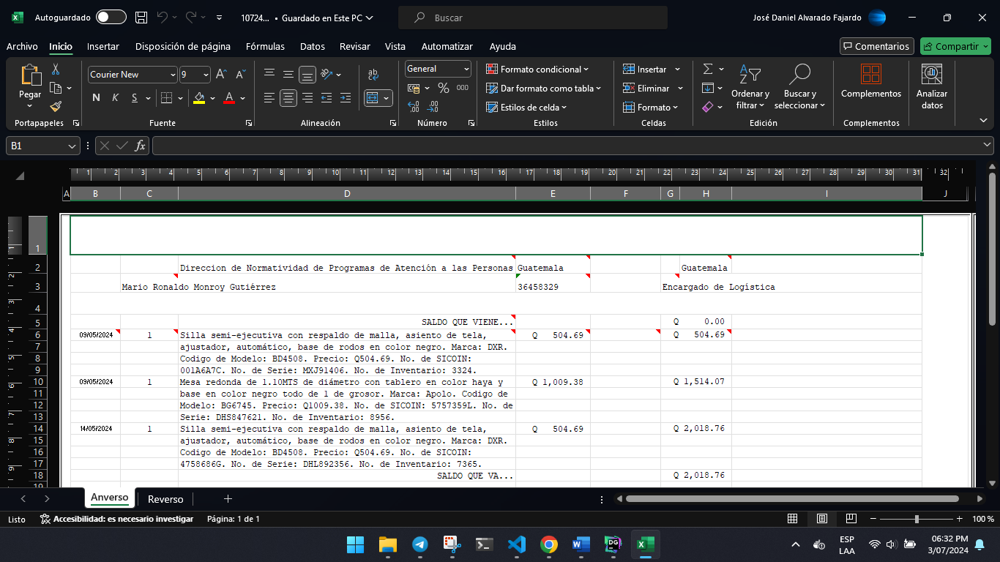 Autoguardado 10724... • Guardado en Este PC Buscar José Daniel Alvarado Fajardo
Archivo Inicio Insertar Disposición de página Fórmulas Datos Revisar Vista Automatizar Ayuda Comentarios Compartir
Pegar
Portapapeles
Courier New 9
N K S
Fuente
Alineación
General
% 000
Número
Formato condicional
Dar formato como tabla
Estilos de celda
Estilos
Insertar
Eliminar
Formato
Celdas
Ordenar y filtrar
Buscar y seleccionar
Edición
Complementos
Complementos
Analizar datos
B1 fx
1 2 3 4 5 6 7 8 9 10 11 12 13 14 15 16 17 18 19 20 21 22 23 24 25 26 27 28 29 30 31 32
A B C D E F G H I J
1
2 Direccion de Normatividad de Programas de Atención a las Personas Guatemala Guatemala
3 Mario Ronaldo Monroy Gutiérrez 36458329 Encargado de Logística
4
5 SALDO QUE VIENE... Q 0.00
6 09/05/2024 1 Silla semi-ejecutiva con respaldo de malla, asiento de tela, Q 504.69 Q 504.69
7 ajustador, automático, base de rodos en color negro. Marca: DXR.
8 Codigo de Modelo: BD4508. Precio: Q504.69. No. de SICOIN:
9 001A6A7C. No. de Serie: MXJ91406. No. de Inventario: 3324.
10 09/05/2024 1 Mesa redonda de 1.10MTS de diámetro con tablero en color haya y Q 1,009.38 Q 1,514.07
11 base en color negro todo de 1 de grosor. Marca: Apolo. Codigo de
12 Modelo: BG6745. Precio: Q1009.38. No. de SICOIN: 5757359L. No. de
13 Serie: DHS847621. No. de Inventario: 8956.
14 14/05/2024 1 Silla semi-ejecutiva con respaldo de malla, asiento de tela, Q 504.69 Q 2,018.76
15 ajustador, automático, base de rodos en color negro. Marca: DXR.
16 Codigo de Modelo: BD4508. Precio: Q504.69. No. de SICOIN:
17 4758686G. No. de Serie: DHL892356. No. de Inventario: 7365.
18 SALDO QUE VA... Q 2,018.76
19
Anverso Reverso
Listo Accesibilidad: es necesario investigar Página: 1 de 1 100 %
ESP
LAA
06:32 PM
3/07/2024